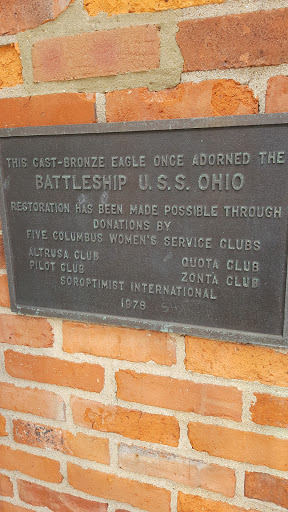 THIS CAST-BRONZE EAGLE ONCE ADORNED THE
BATTLESHIP U.S.S. OHIO
RESTORATION HAS BEEN MADE POSSIBLE THROUGH
DONATIONS BY
FIVE COLUMBUS WOMEN'S SERVICE CLUBS
ALTRUSA CLUB QUOTA CLUB
PILOT CLUB ZONTA CLUB
SOROPTIMIST INTERNATIONAL
1978